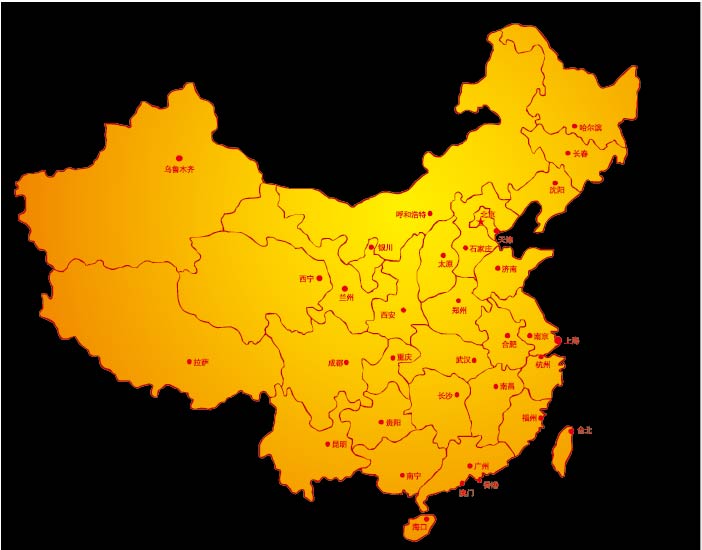 哈尔滨
长春
乌鲁木齐
沈阳
呼和浩特
北京
天津
银川
石家庄
太原
济南
西宁
兰州
郑州
西安
南京
上海
合肥
杭州
拉萨
成都
重庆
武汉
南昌
长沙
福州
贵阳
台北
昆明
广州
南宁
香港
澳门
海口